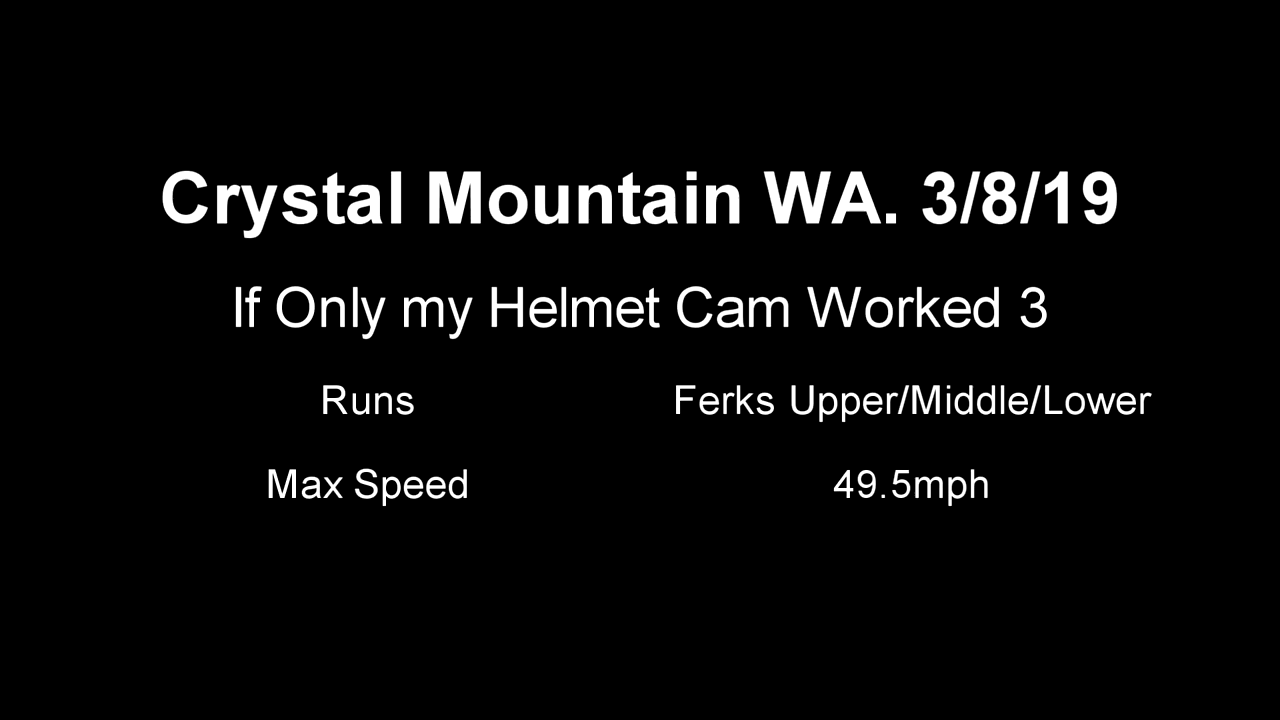 Crystal Mountain WA. 3/8/19
If Only my Helmet Cam Worked 3
Runs Ferks Upper/Middle/Lower
Max Speed 49.5mph